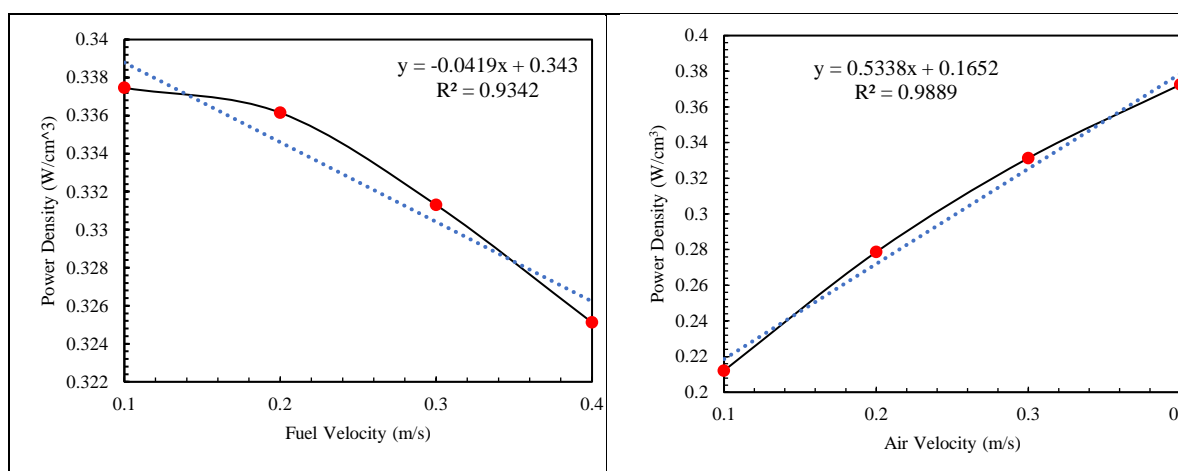 0.34
0.338
0.336
0.334
0.332
0.33
0.328
0.326
0.324
0.322
Power Density (W/cm^3)
y = -0.0419x + 0.343
R² = 0.9342
0.1 0.2 0.3 0.4
Fuel Velocity (m/s)
0.4
0.38
0.36
0.34
0.32
0.3
0.28
0.26
0.24
0.22
0.2
Power Density (W/cm³)
y = 0.5338x + 0.1652
R² = 0.9889
0.1 0.2 0.3
Air Velocity (m/s)